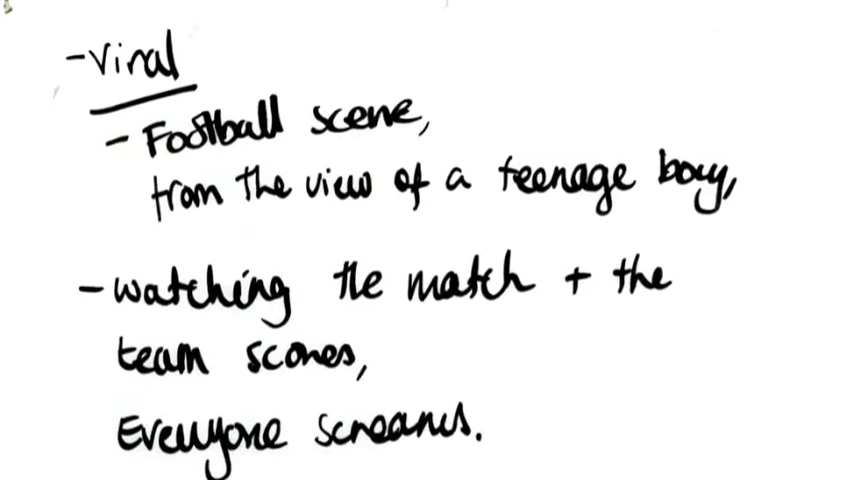 - Viral
- Football scene,
from the view of a teenage boy,
- watching the match + the
team scores,
Everyone screams.